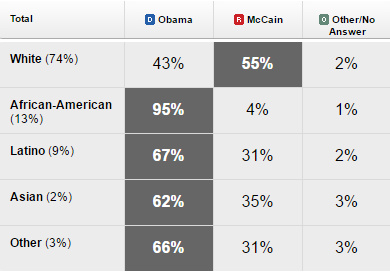 Total D Obama R McCain O Other/No
Answer
White (74%) 43% 55% 2%
African-American
(13%) 95% 4% 1%
Latino (9%) 67% 31% 2%
Asian (2%) 62% 35% 3%
Other (3%) 66% 31% 3%